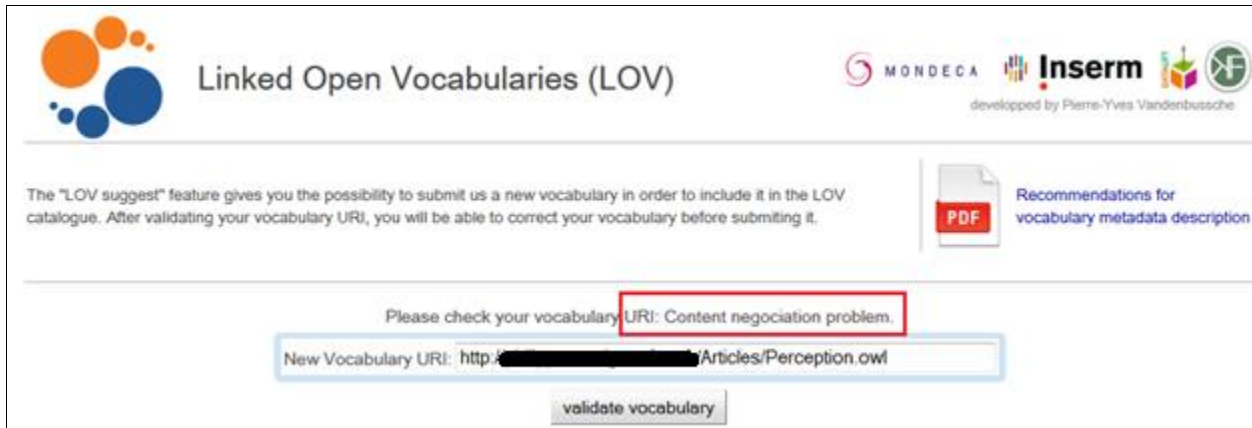 Linked Open Vocabularies (LOV)
MONDECA Inserm
developped by Pierre-Yves Vandenbussche
The "LOV suggest" feature gives you the possibility to submit us a new vocabulary in order to include it in the LOV
catalogue. After validating your vocabulary URI, you will be able to correct your vocabulary before submiting it.
PDF
Recommendations for
vocabulary metadata description
Please check your vocabulary URI: Content negociation problem.
New Vocabulary URI: http:/ /Articles/Perception.owl
validate vocabulary